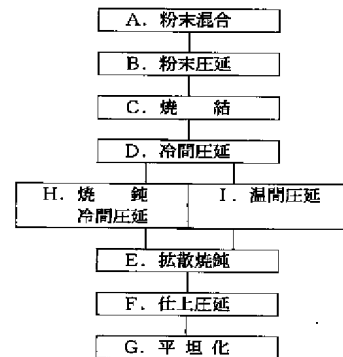 A．粉末混合
B．粉末圧延
C．焼　結
D．冷間圧延
H．焼　鈍
冷間圧延
I．温間圧延
E．拡散焼鈍
F．仕上圧延
G．平 坦 化